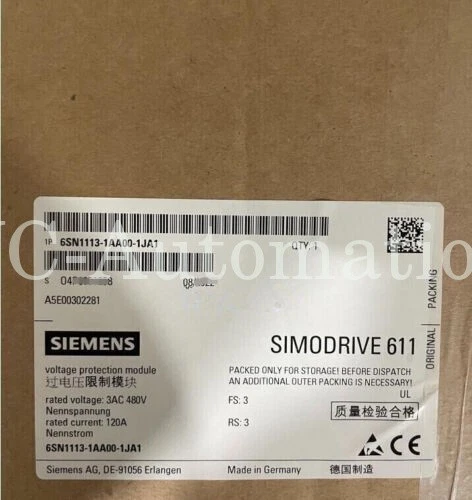 1P 6SN1113-1AA00-1JA1
QTY. 1
S
A5E00302281
C-Automatio
ORIGINAL PACKING
SIEMENS
SIMODRIVE 611
voltage protection module
过电压限制模块
rated voltage: 3AC 480V
Nennspannung
rated current: 120A
Nennstrom
6SN1113-1AA00-1JA1
PACKED ONLY FOR STORAGE! BEFORE DISPATCH
AN ADDITIONAL OUTER PACKING IS NECESSARY!
UL
FS: 3
RS: 3
质量检验合格
CE
Siemens AG, DE-91056 Erlangen
Made in Germany
德国制造